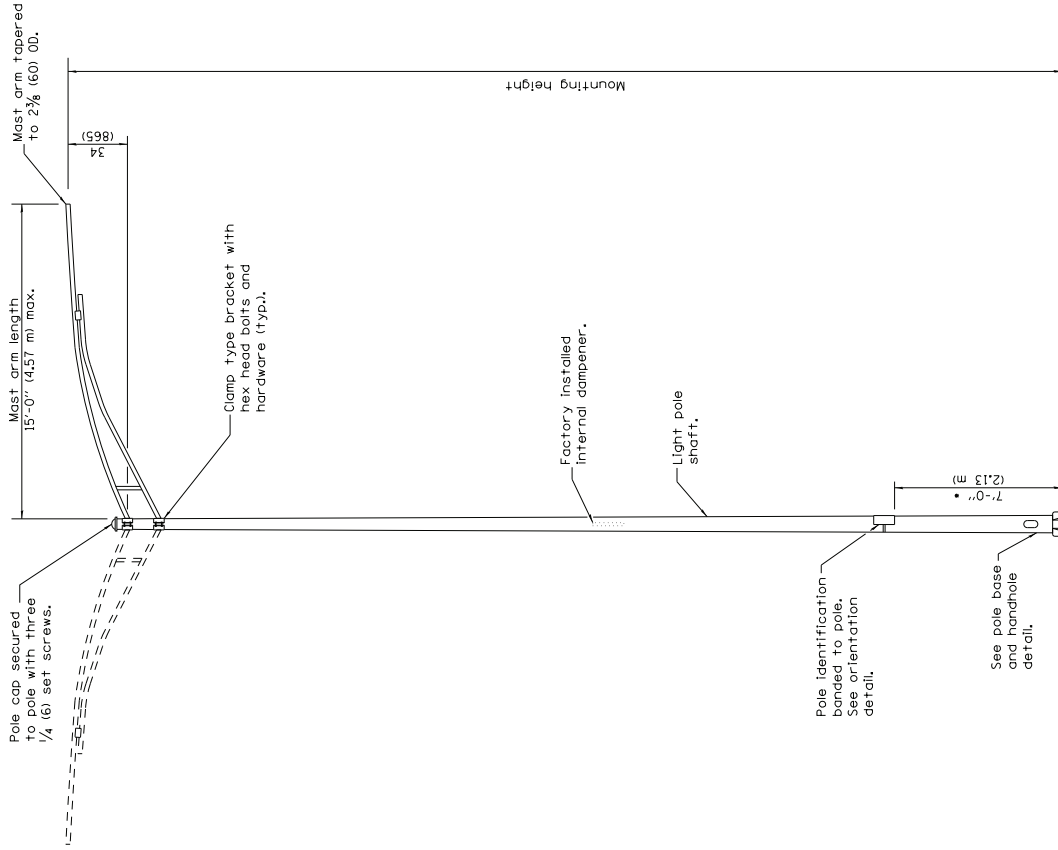 Mast arm tapered
to 2⅜ (60) OD.
Mounting height
34
(865)
Mast arm length
15'-0'' (4.57 m) max.
Clamp type bracket with
hex head bolts and
hardware (typ.).
Pole cap secured
to pole with three
1/4 (6) set screws.
Factory installed
internal dampener.
Light pole
shaft.
7'-0'' *
(2.13 m)
Pole identification
banded to pole.
See orientation
detail.
See pole base
and handhole
detail.